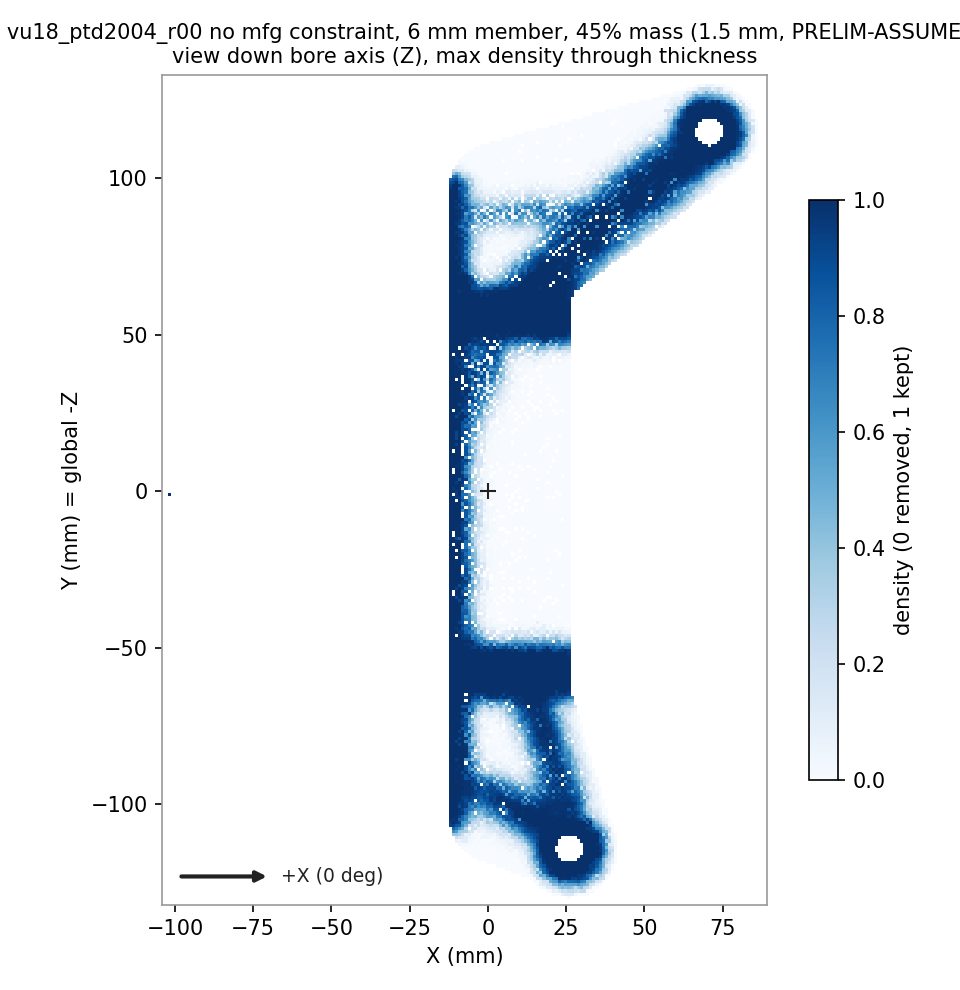 vu18_ptd2004_r00 no mfg constraint, 6 mm member, 45% mass (1.5 mm, PRELIM-ASSUME
view down bore axis (Z), max density through thickness
100
50
0
−50
−100
Y (mm) = global -Z
+X (0 deg)
−100 −75 −50 −25 0 25 50 75
X (mm)
1.0
0.8
0.6
0.4
0.2
0.0
density (0 removed, 1 kept)